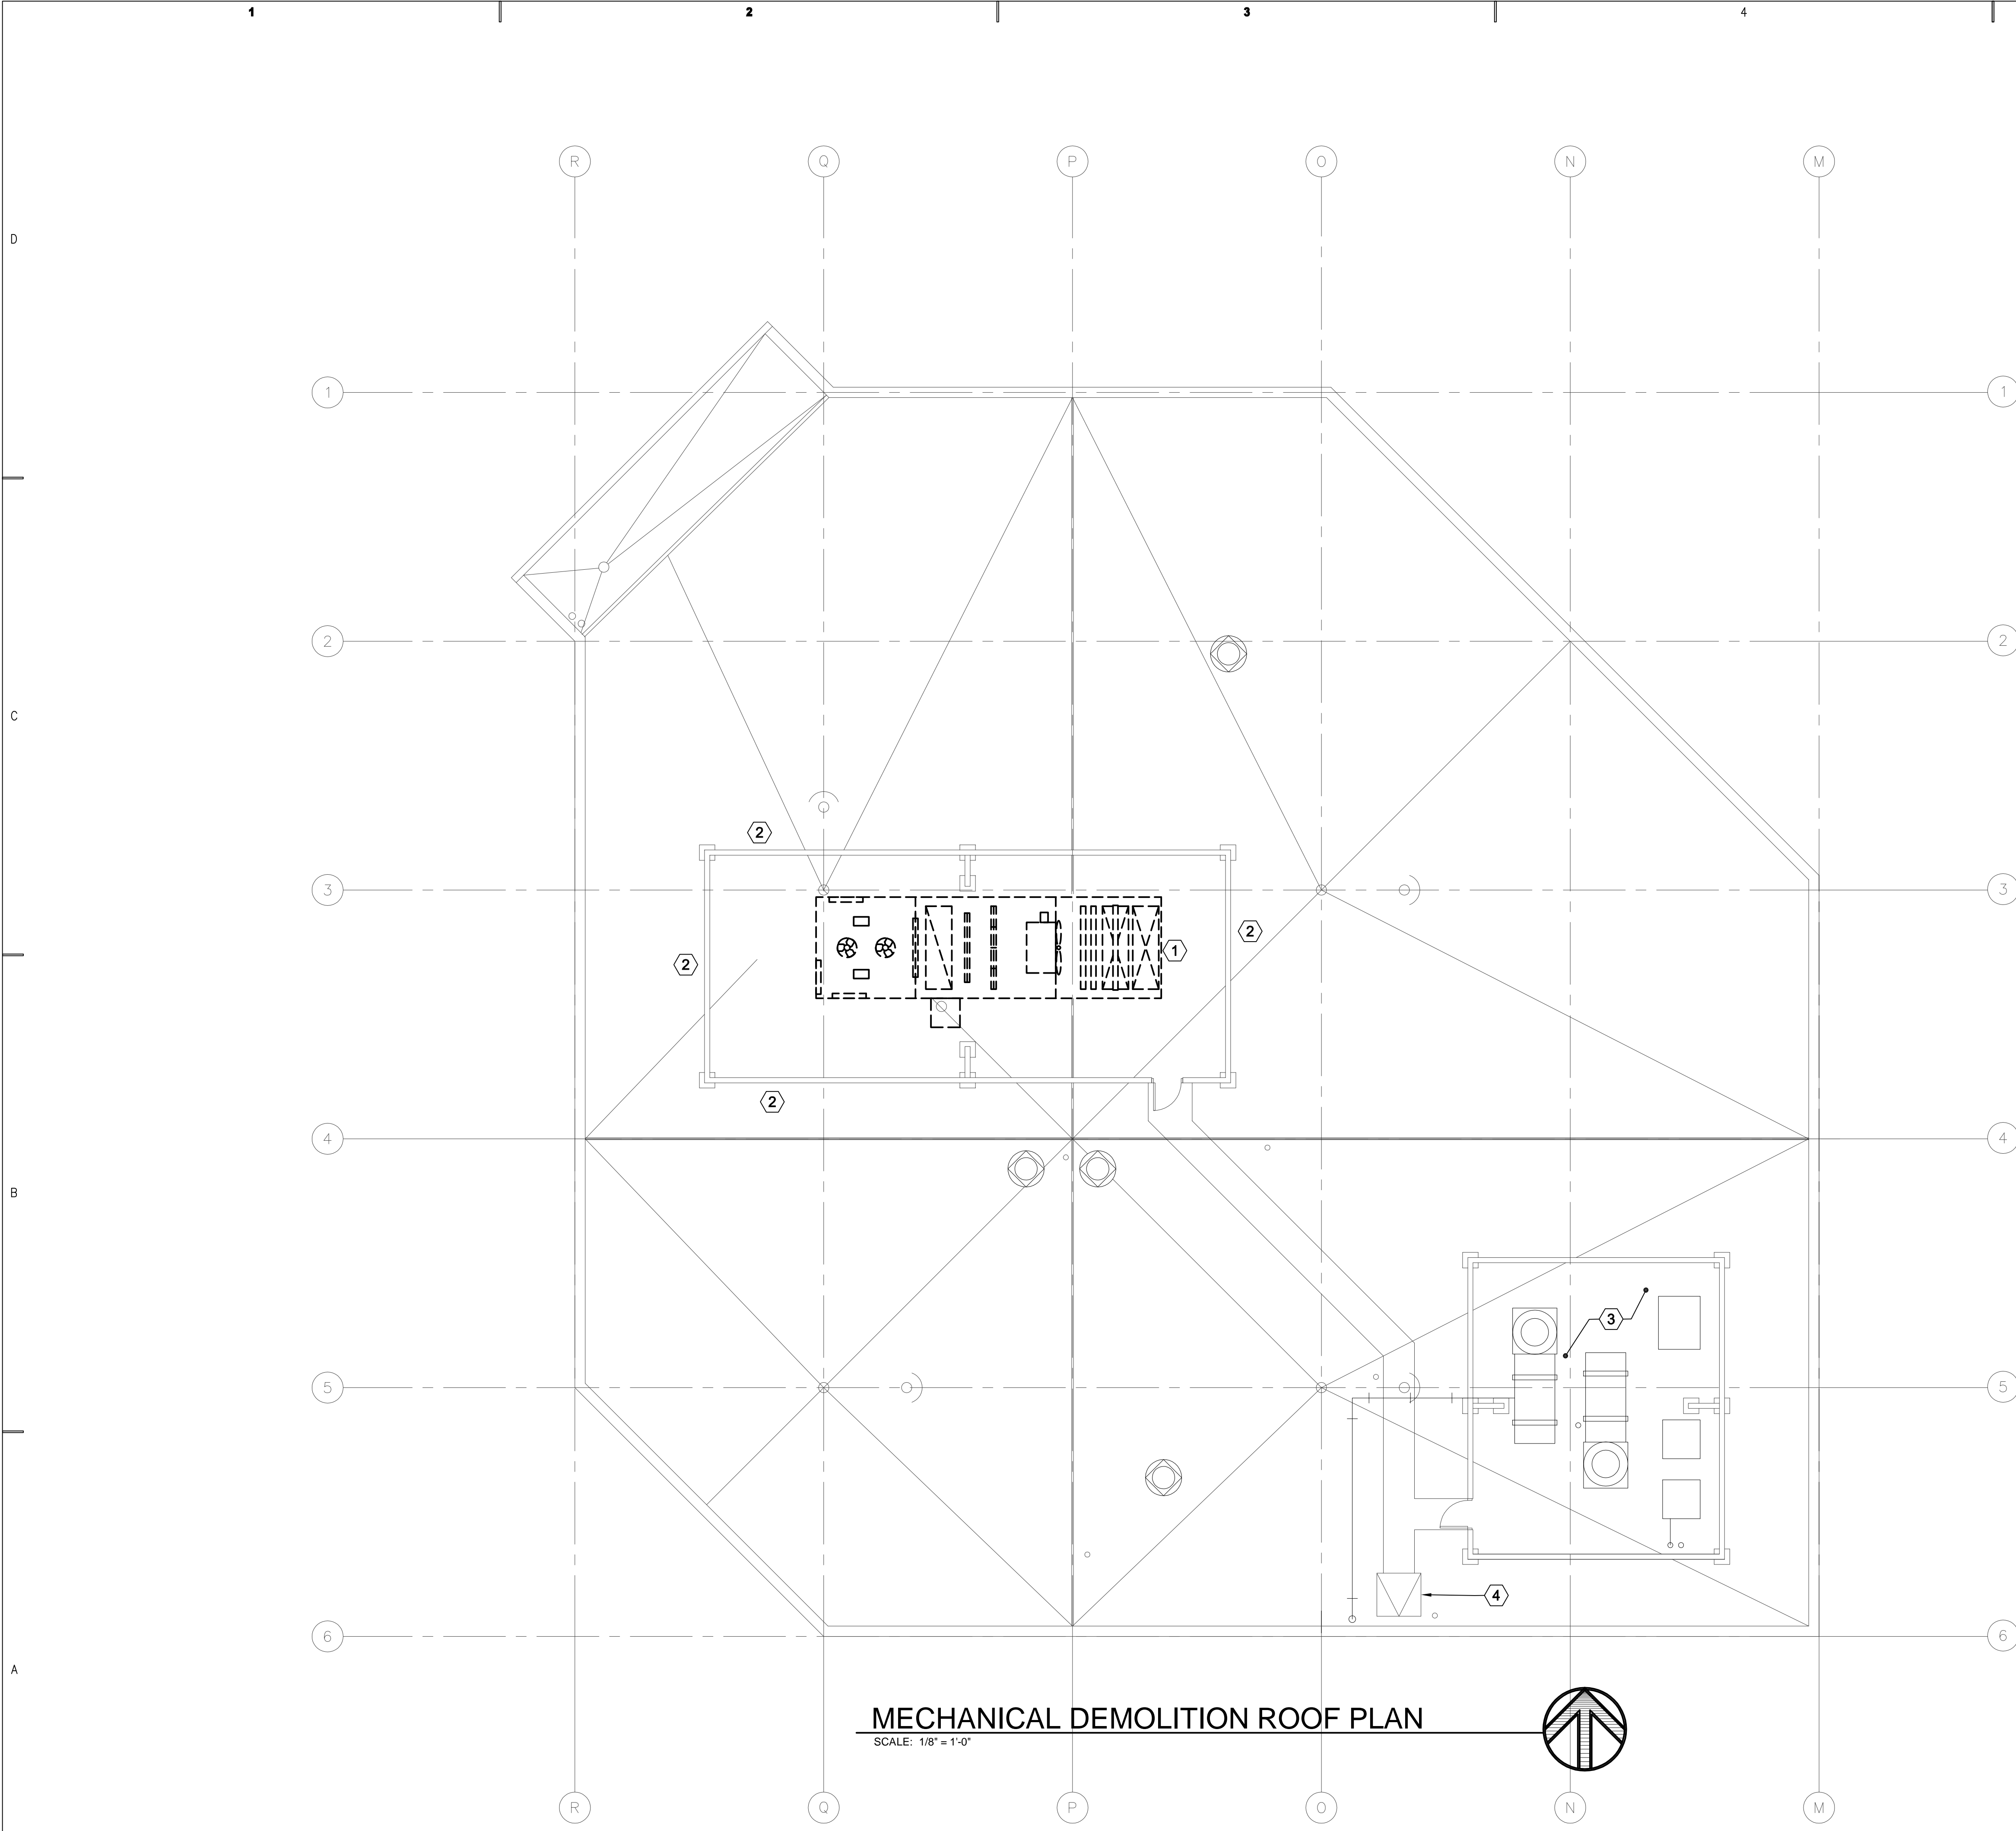 1 2 3 4
R Q P O N M
D
1 1
C
2 2
2
3 3
2
2 1
2
4 4
B
3
5 5
4
6 6
A
MECHANICAL DEMOLITION ROOF PLAN
SCALE: 1/8" = 1'-0"
R Q P O N M